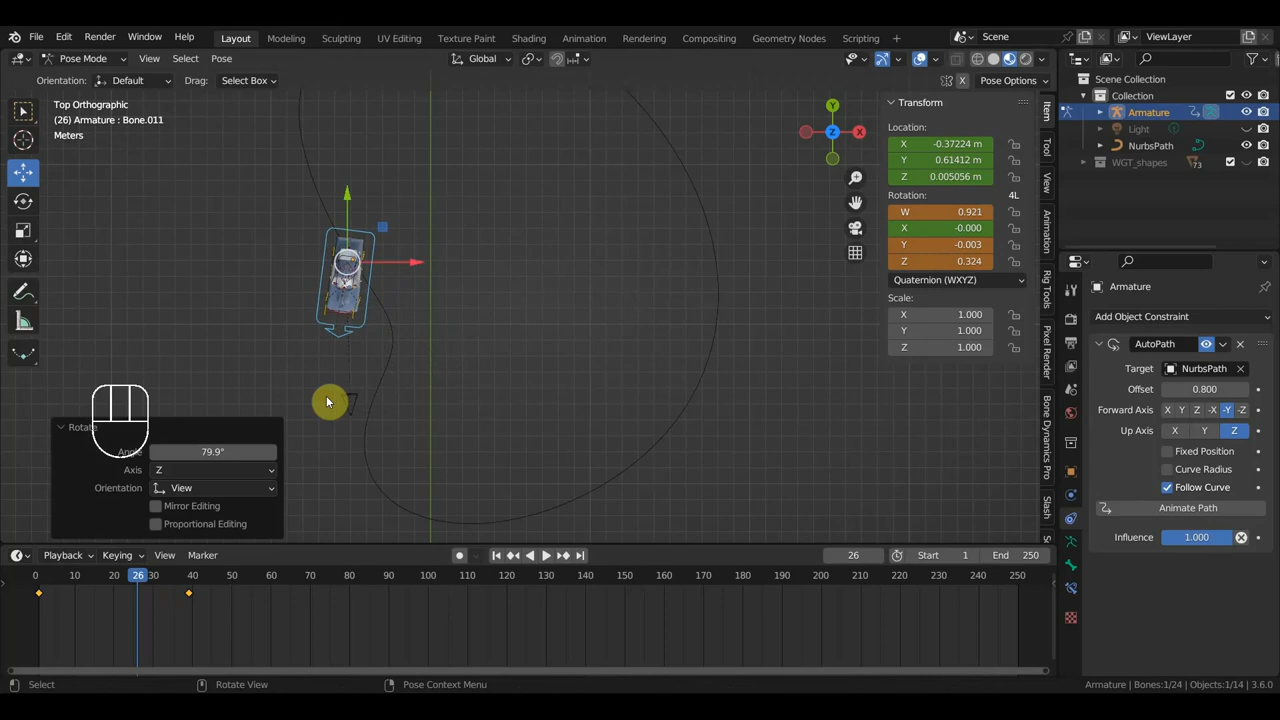 File Edit Render Window Help Layout Modeling Sculpting UV Editing Texture Paint Shading Animation Rendering Compositing Geometry Nodes Scripting + Scene ViewLayer
Pose Mode View Select Pose Global
Orientation: Default Drag: Select Box X Pose Options
Top Orthographic
(26) Armature : Bone.011
Meters
Y
X
Z
Transform
Location:
X -0.37224 m
Y 0.61412 m
Z 0.005056 m
Rotation: 4L
W 0.921
X -0.000
Y -0.003
Z 0.324
Quaternion (WXYZ)
Scale:
X 1.000
Y 1.000
Z 1.000
Item
Tool
View
Animation
Rig Tools
Pixel Render
Bone Dynamics Pro
Slash
Scene Collection
Collection
Armature
Light
NurbsPath
WGT_shapes 73
Armature
Add Object Constraint
AutoPath
Target NurbsPath
Offset 0.800
Forward Axis X Y Z -X -Y -Z
Up Axis X Y Z
Fixed Position
Curve Radius
Follow Curve
Animate Path
Influence 1.000
Rotate
Angle 79.9°
Axis Z
Orientation View
Mirror Editing
Proportional Editing
Playback Keying View Marker 26 Start 1 End 250
0 10 20 26 30 40 50 60 70 80 90 100 110 120 130 140 150 160 170 180 190 200 210 220 230 240 250
Select Rotate View Pose Context Menu Armature | Bones:1/24 | Objects:1/14 | 3.6.0